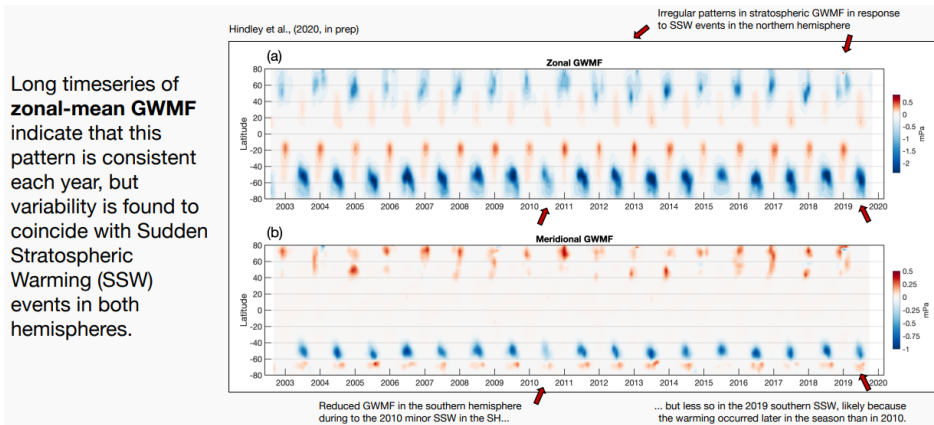 Hindley et al., (2020, in prep)
Irregular patterns in stratospheric GWMF in response
to SSW events in the northern hemisphere
Long timeseries of
zonal-mean GWMF
indicate that this
pattern is consistent
each year, but
variability is found to
coincide with Sudden
Stratospheric
Warming (SSW)
events in both
hemispheres.
(a)
Zonal GWMF
Latitude
80
60
40
20
0
-20
-40
-60
-80
2003 2004 2005 2006 2007 2008 2009 2010 2011 2012 2013 2014 2015 2016 2017 2018 2019 2020
0.5
0
-0.5
-1
-1.5
-2
mPa
(b)
Meridional GWMF
Latitude
80
60
40
20
0
-20
-40
-60
-80
2003 2004 2005 2006 2007 2008 2009 2010 2011 2012 2013 2014 2015 2016 2017 2018 2019 2020
0.5
0.25
0
-0.25
-0.5
-0.75
-1
mPa
Reduced GWMF in the southern hemisphere
during to the 2010 minor SSW in the SH...
... but less so in the 2019 southern SSW, likely because
the warming occurred later in the season than in 2010.